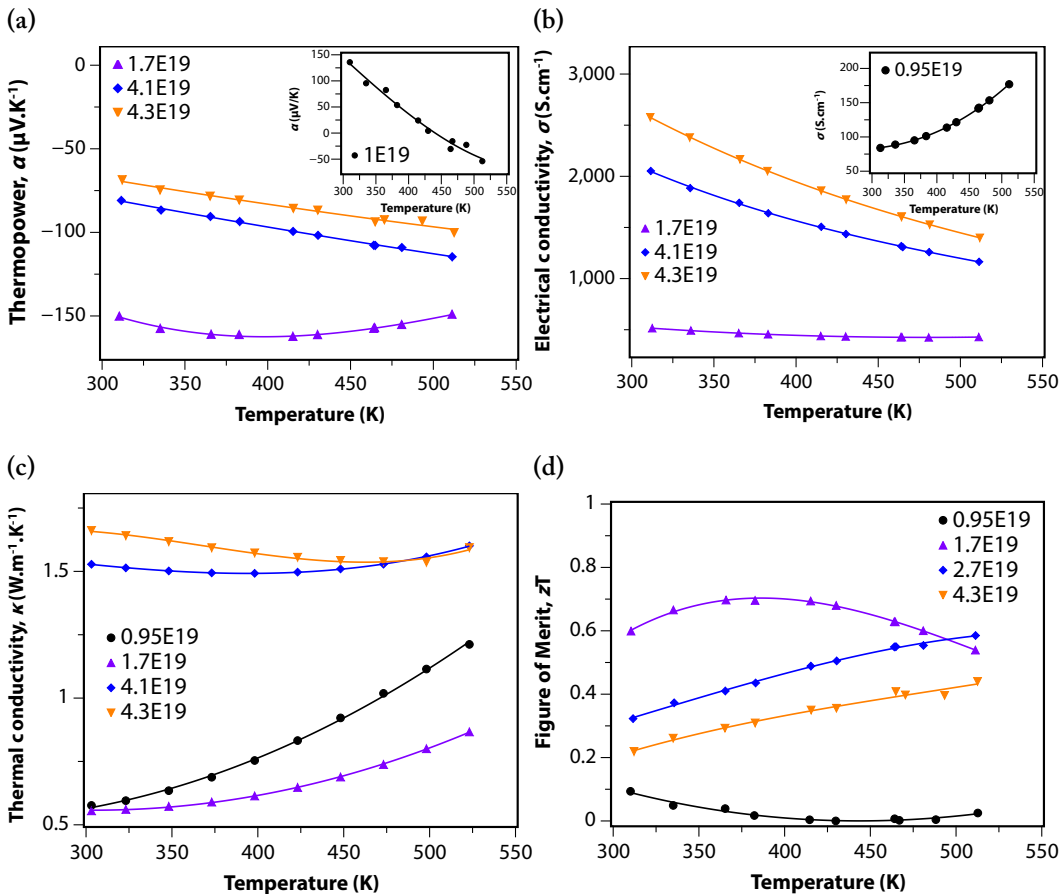 (a)
Thermopower, α (μV.K⁻¹)
0
−50
−100
−150
300 350 400 450 500 550
Temperature (K)
1.7E19
4.1E19
4.3E19
α (μV/K)
150
125
100
75
50
25
0
−25
−50
300 350 400 450 500 550
Temperature (K)
1E19
(b)
Electrical conductivity, σ (S.cm⁻¹)
3,000
2,000
1,000
300 350 400 450 500 550
Temperature (K)
1.7E19
4.1E19
4.3E19
σ (S.cm⁻¹)
200
150
100
50
300 350 400 450 500 550
Temperature (K)
0.95E19
(c)
Thermal conductivity, κ (W.m⁻¹.K⁻¹)
1.5
1
0.5
300 350 400 450 500 550
Temperature (K)
0.95E19
1.7E19
4.1E19
4.3E19
(d)
Figure of Merit, zT
1
0.8
0.6
0.4
0.2
0
300 350 400 450 500 550
Temperature (K)
0.95E19
1.7E19
2.7E19
4.3E19